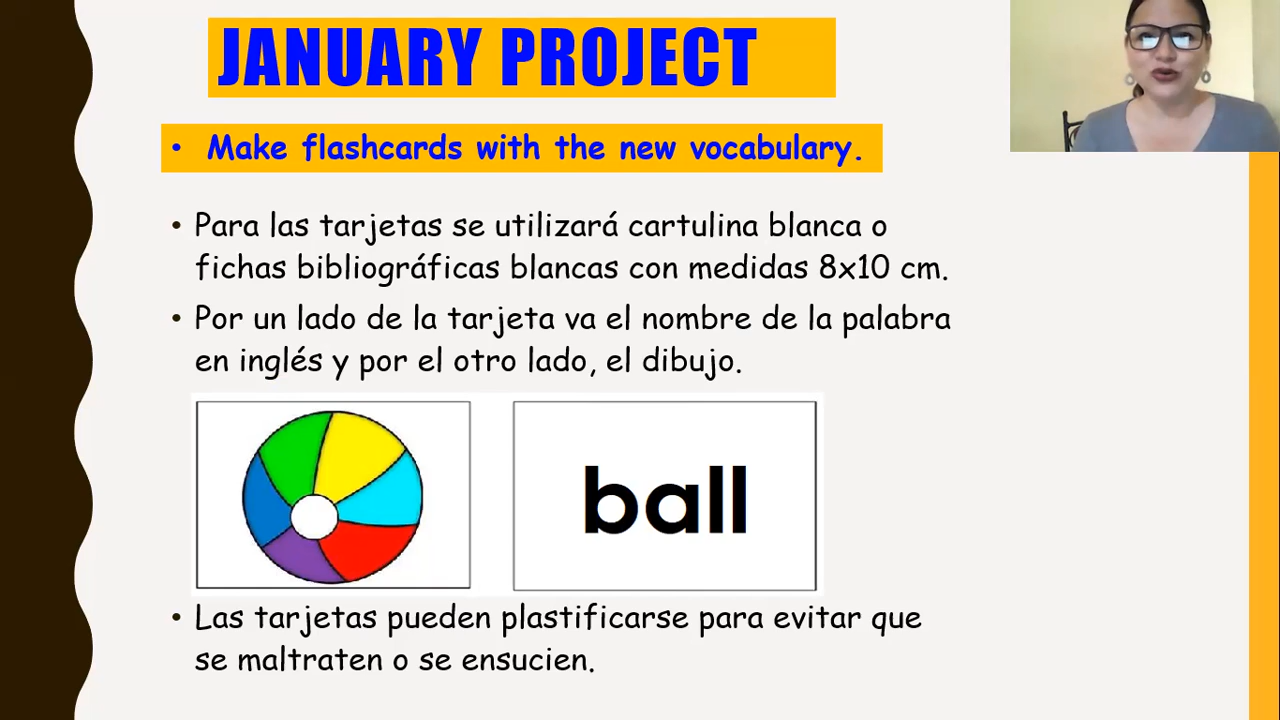 JANUARY PROJECT
• Make flashcards with the new vocabulary.
• Para las tarjetas se utilizará cartulina blanca o
fichas bibliográficas blancas con medidas 8x10 cm.
• Por un lado de la tarjeta va el nombre de la palabra
en inglés y por el otro lado, el dibujo.
ball
• Las tarjetas pueden plastificarse para evitar que
se maltraten o se ensucien.